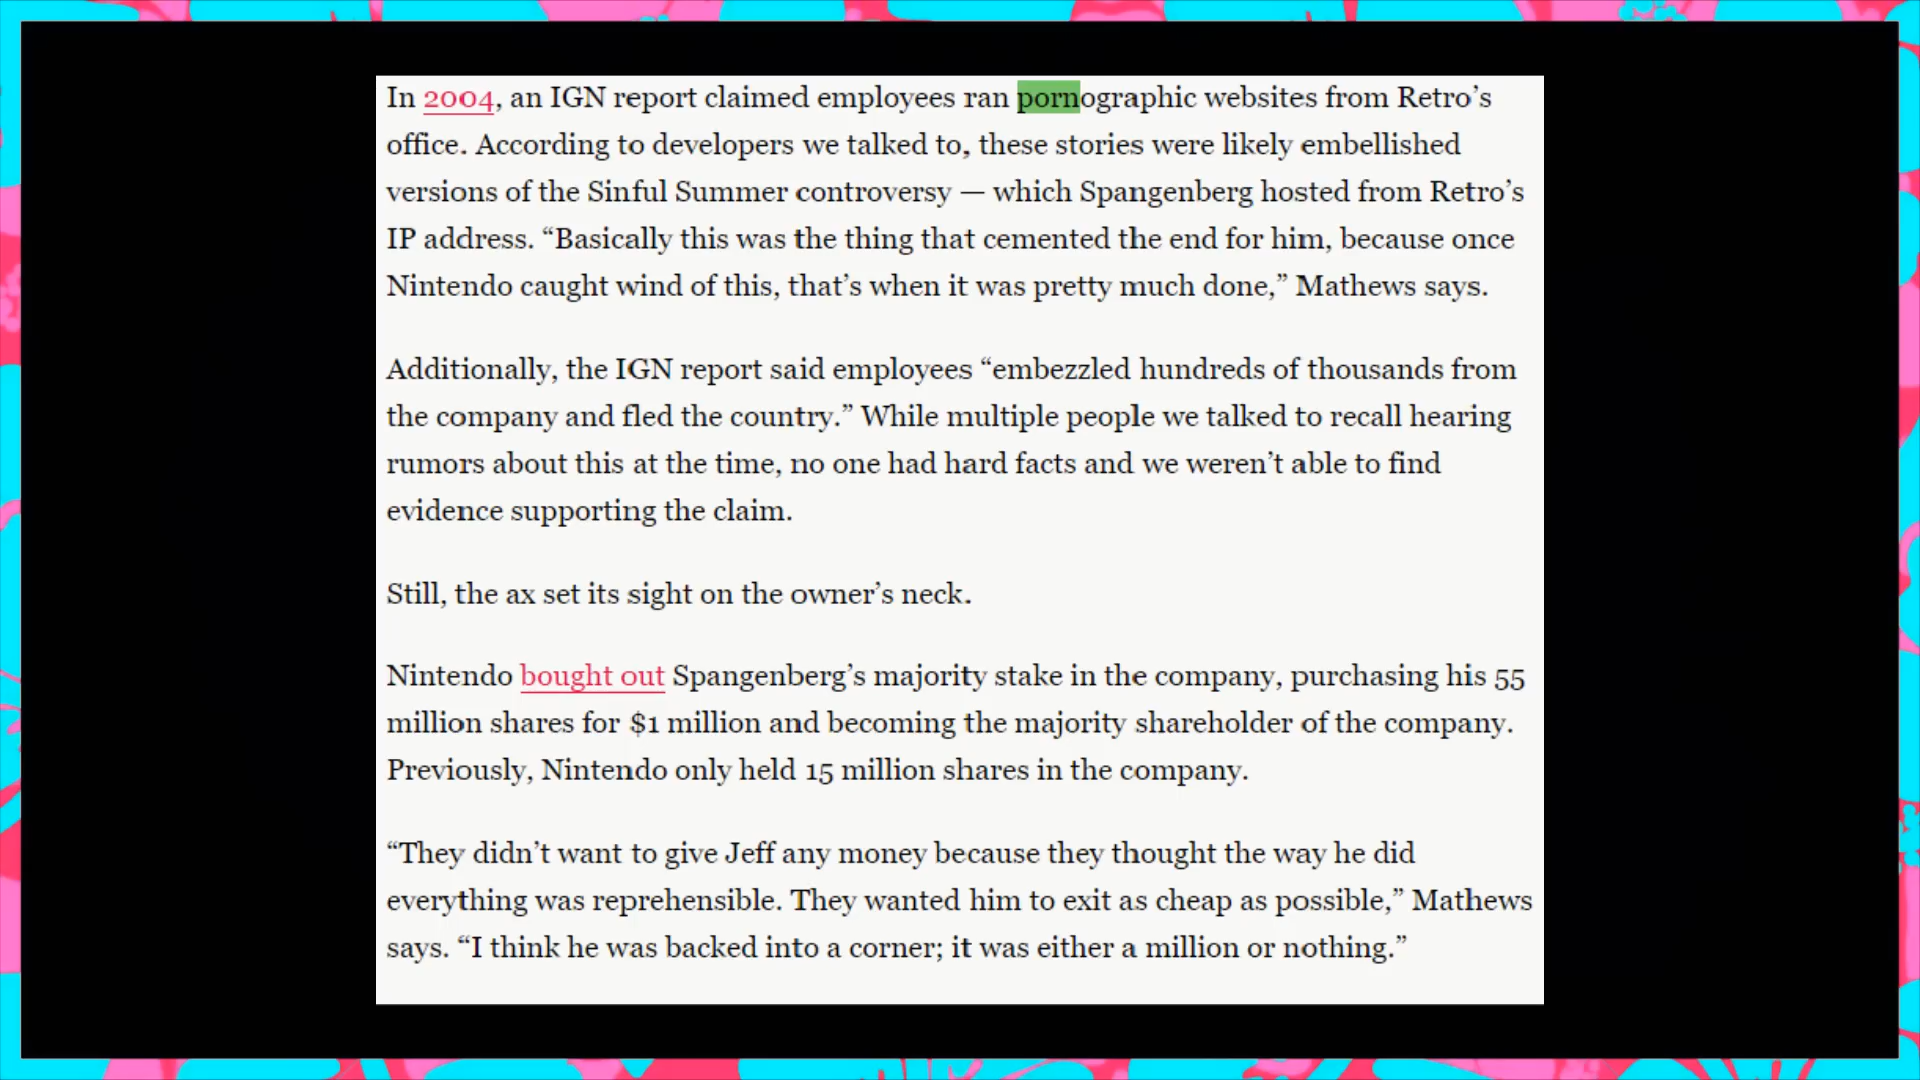 In 2004, an IGN report claimed employees ran pornographic websites from Retro’s
office. According to developers we talked to, these stories were likely embellished
versions of the Sinful Summer controversy — which Spangenberg hosted from Retro’s
IP address. “Basically this was the thing that cemented the end for him, because once
Nintendo caught wind of this, that’s when it was pretty much done,” Mathews says.
Additionally, the IGN report said employees “embezzled hundreds of thousands from
the company and fled the country.” While multiple people we talked to recall hearing
rumors about this at the time, no one had hard facts and we weren’t able to find
evidence supporting the claim.
Still, the ax set its sight on the owner’s neck.
Nintendo bought out Spangenberg’s majority stake in the company, purchasing his 55
million shares for $1 million and becoming the majority shareholder of the company.
Previously, Nintendo only held 15 million shares in the company.
“They didn’t want to give Jeff any money because they thought the way he did
everything was reprehensible. They wanted him to exit as cheap as possible,” Mathews
says. “I think he was backed into a corner; it was either a million or nothing.”